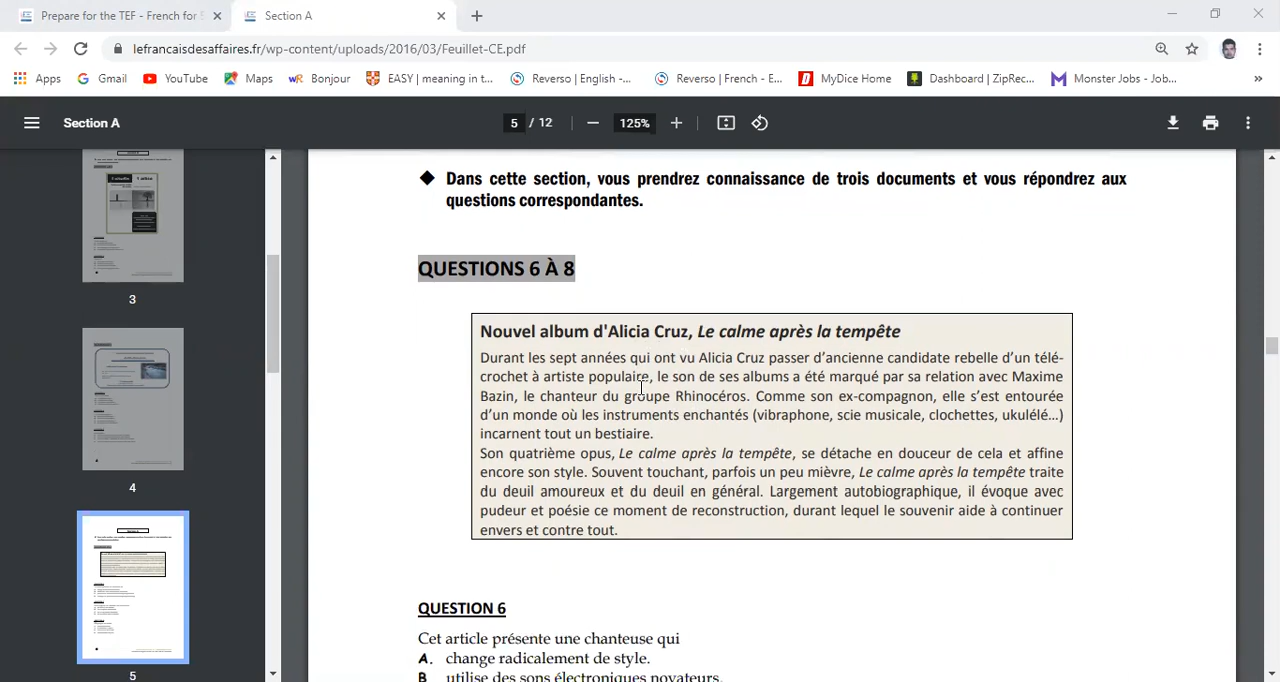 Prepare for the TEF - French for
Section A
lefrancaisdesaffaires.fr/wp-content/uploads/2016/03/Feuillet-CE.pdf
Apps Gmail YouTube Maps Bonjour EASY | meaning in t... Reverso | English -... Reverso | French - E... MyDice Home Dashboard | ZipRec... Monster Jobs - Job... »
Section A 5 / 12 125%
3
4
5
◆ Dans cette section, vous prendrez connaissance de trois documents et vous répondrez aux
questions correspondantes.
QUESTIONS 6 À 8
Nouvel album d'Alicia Cruz, Le calme après la tempête
Durant les sept années qui ont vu Alicia Cruz passer d'ancienne candidate rebelle d'un télé-
crochet à artiste populaire, le son de ses albums a été marqué par sa relation avec Maxime
Bazin, le chanteur du groupe Rhinocéros. Comme son ex-compagnon, elle s'est entourée
d'un monde où les instruments enchantés (vibraphone, scie musicale, clochettes, ukulélé...)
incarnent tout un bestiaire.
Son quatrième opus, Le calme après la tempête, se détache en douceur de cela et affine
encore son style. Souvent touchant, parfois un peu mièvre, Le calme après la tempête traite
du deuil amoureux et du deuil en général. Largement autobiographique, il évoque avec
pudeur et poésie ce moment de reconstruction, durant lequel le souvenir aide à continuer
envers et contre tout.
QUESTION 6
Cet article présente une chanteuse qui
A. change radicalement de style.
B utilise des sons électroniques novateurs.